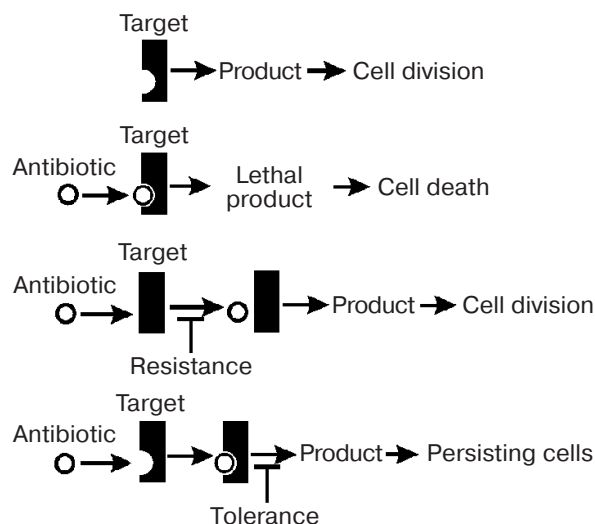 Target
Product
Cell division
Target
Antibiotic
Lethal
product
Cell death
Target
Antibiotic
Product
Cell division
Resistance
Target
Antibiotic
Product
Persisting cells
Tolerance